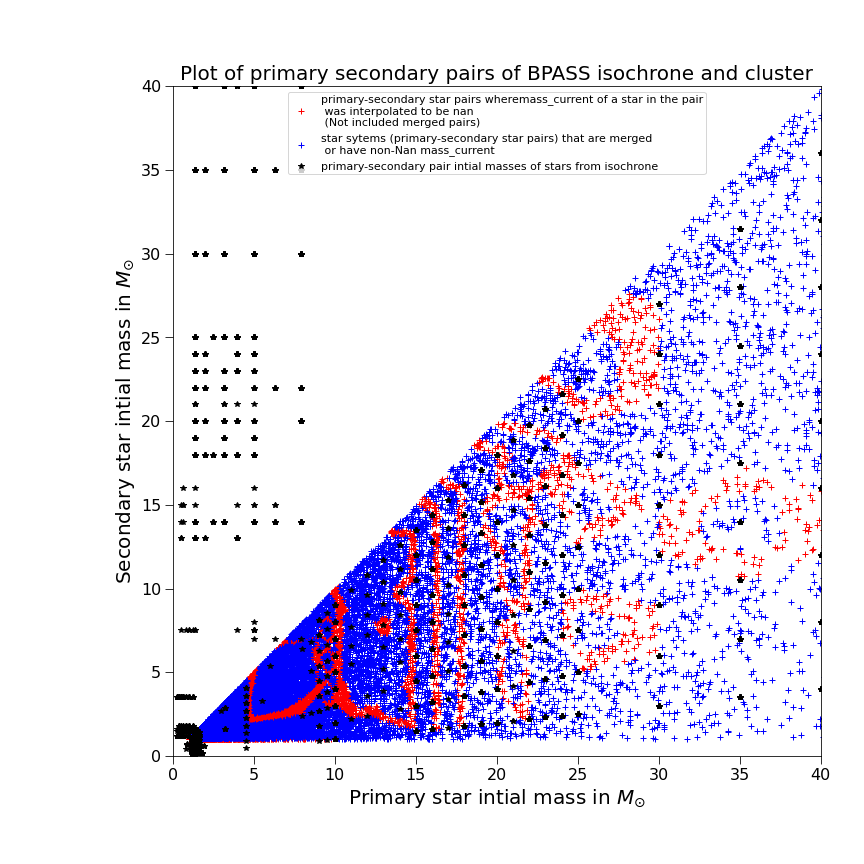 Plot of primary secondary pairs of BPASS isochrone and cluster
primary-secondary star pairs wheremass_current of a star in the pair
was interpolated to be nan
(Not included merged pairs)
star sytems (primary-secondary star pairs) that are merged
or have non-Nan mass_current
primary-secondary pair intial masses of stars from isochrone
Secondary star intial mass in M⊙
40
35
30
25
20
15
10
5
0
0 5 10 15 20 25 30 35 40
Primary star intial mass in M⊙